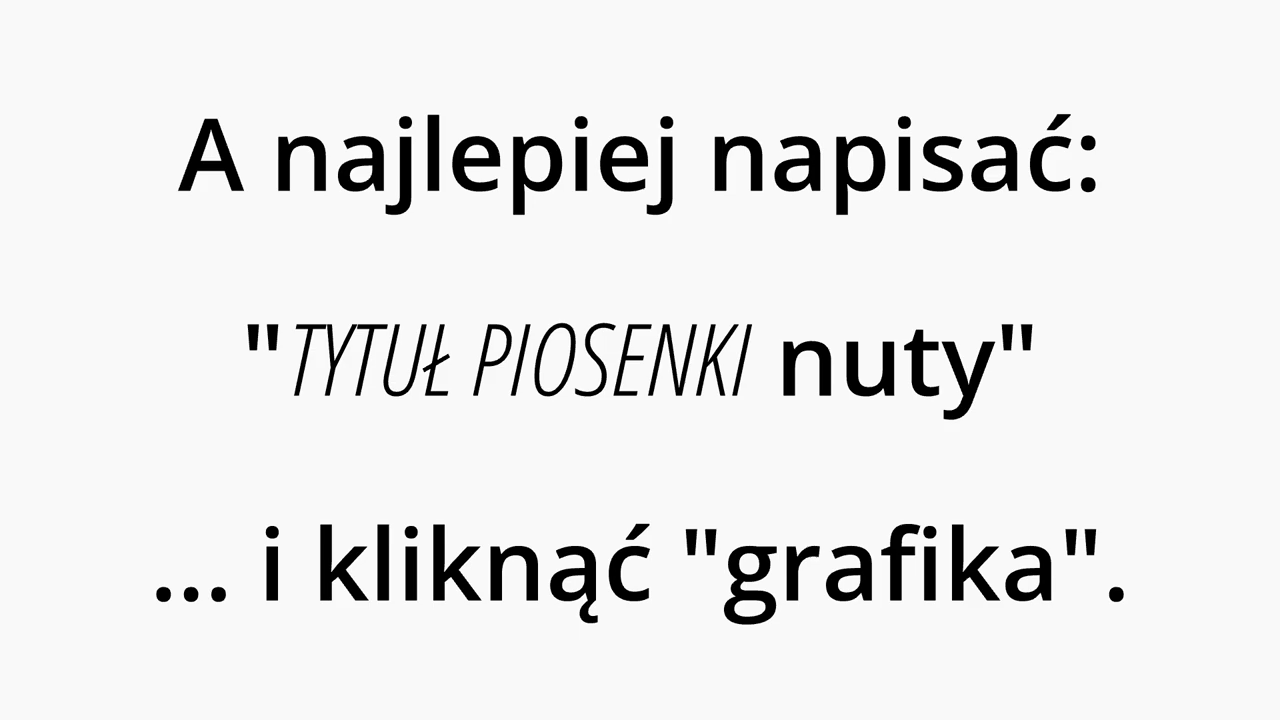 A najlepiej napisać:
"TYTUŁ PIOSENKI nuty"
... i kliknąć "grafika".